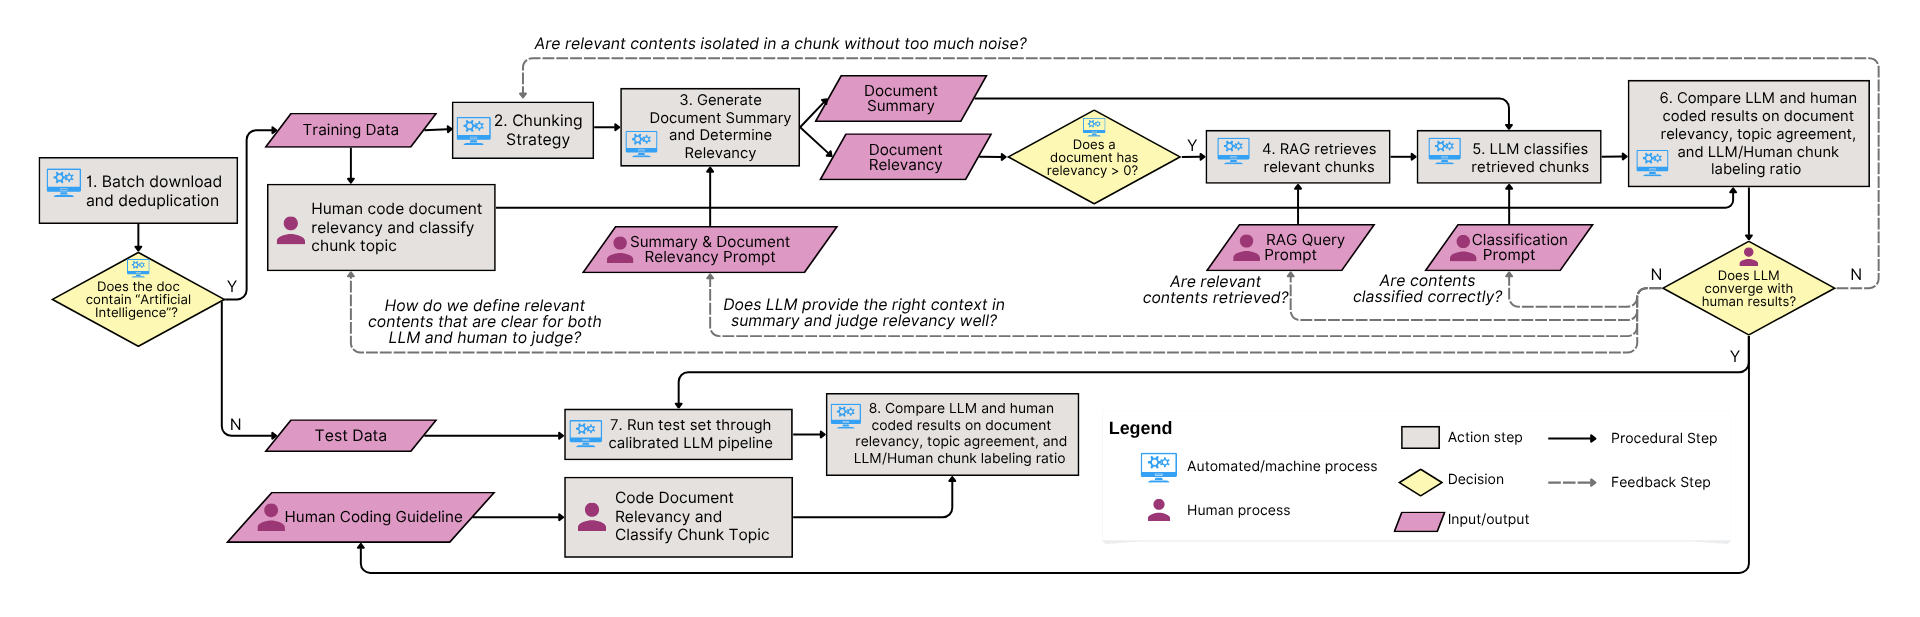 Are relevant contents isolated in a chunk without too much noise?
1. Batch download
and deduplication
Does the doc
contain “Artificial
Intelligence”?
Y
N
Training Data
Human code document
relevancy and classify
chunk topic
2. Chunking
Strategy
3. Generate
Document Summary
and Determine
Relevancy
Document
Summary
Document
Relevancy
Summary & Document
Relevancy Prompt
Does a
document has
relevancy > 0?
Y
4. RAG retrieves
relevant chunks
5. LLM classifies
retrieved chunks
6. Compare LLM and human
coded results on document
relevancy, topic agreement,
and LLM/Human chunk
labeling ratio
RAG Query
Prompt
Classification
Prompt
Are relevant
contents retrieved?
Are contents
classified correctly?
N
Does LLM
converge with
human results?
N
Y
How do we define relevant
contents that are clear for both
LLM and human to judge?
Does LLM provide the right context in
summary and judge relevancy well?
Test Data
7. Run test set through
calibrated LLM pipeline
8. Compare LLM and human
coded results on document
relevancy, topic agreement, and
LLM/Human chunk labeling ratio
Human Coding Guideline
Code Document
Relevancy and
Classify Chunk Topic
Legend
Automated/machine process
Human process
Action step
Decision
Input/output
Procedural Step
Feedback Step